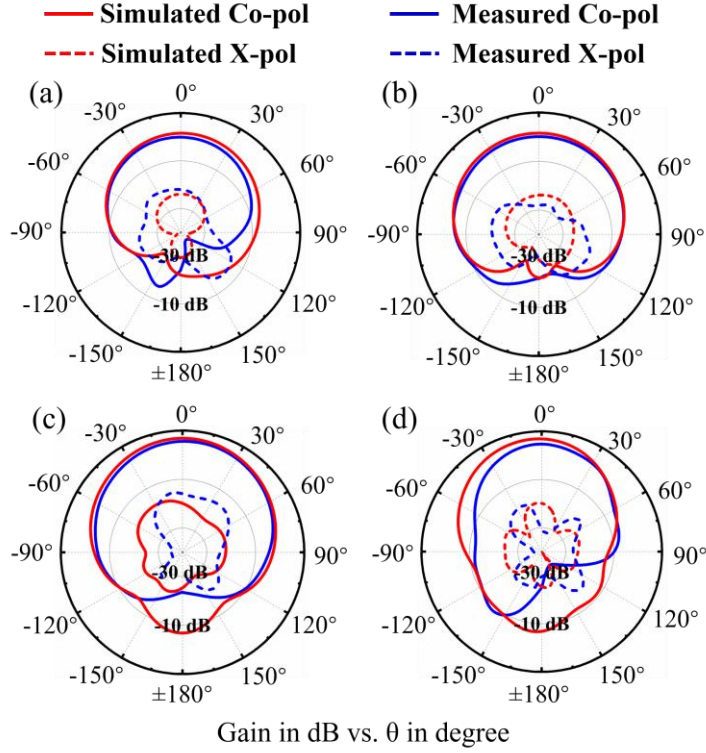 Simulated Co-pol Measured Co-pol
Simulated X-pol Measured X-pol
(a) 0° (b) 0°
-30° 30° -30° 30°
-60° 60° -60° 60°
-90° 90° -90° 90°
-30 dB -30 dB
-120° 120° -120° 120°
-10 dB -10 dB
-150° 150° -150° 150°
±180° ±180°
(c) 0° (d) 0°
-30° 30° -30° 30°
-60° 60° -60° 60°
-90° 90° -90° 90°
-30 dB -30 dB
-120° 120° -120° 120°
-10 dB -10 dB
-150° 150° -150° 150°
±180° ±180°
Gain in dB vs. θ in degree